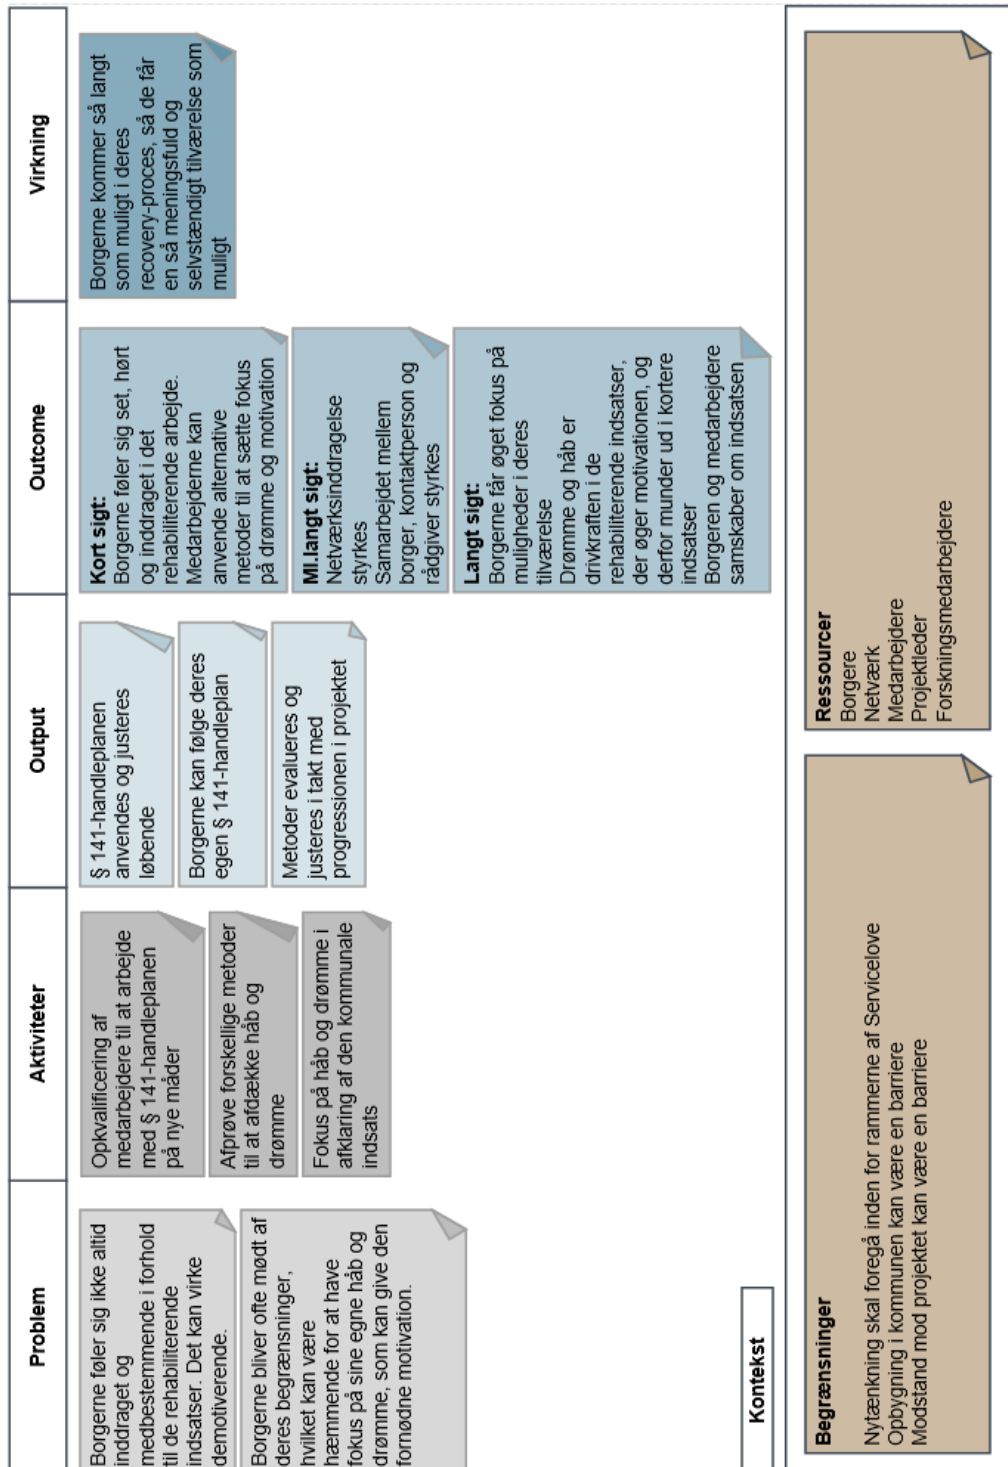 Problem
Borgerne føler sig ikke altid
inddraget og
medbestemmende i forhold
til de rehabiliterende
indsatser. Det kan virke
demotiverende.
Borgerne bliver ofte mødt af
deres begrænsninger,
hvilket kan være
hæmmende for at have
fokus på sine egne håb og
drømme, som kan give den
fornødne motivation.
Aktiviteter
Opkvalificering af
medarbejdere til at arbejde
med § 141-handleplanen
på nye måder
Afprøve forskellige metoder
til at afdække håb og
drømme
Fokus på håb og drømme i
afklaring af den kommunale
indsats
Output
§ 141-handleplanen
anvendes og justeres
løbende
Borgerne kan følge deres
egen § 141-handleplan
Metoder evalueres og
justeres i takt med
progressionen i projektet
Outcome
Kort sigt:
Borgerne føler sig set, hørt
og inddraget i det
rehabiliterende arbejde.
Medarbejderne kan
anvende alternative
metoder til at sætte fokus
på drømme og motivation
Ml.langt sigt:
Netværksinddragelse
styrkes
Samarbejdet mellem
borger, kontaktperson og
rådgiver styrkes
Langt sigt:
Borgerne får øget fokus på
muligheder i deres
tilværelse
Drømme og håb er
drivkraften i de
rehabiliterende indsatser,
der øger motivationen, og
derfor munder ud i kortere
indsatser
Borgeren og medarbejdere
samskaber om indsatsen
Virkning
Borgerne kommer så langt
som muligt i deres
recovery-proces, så de får
en så meningsfuld og
selvstændigt tilværelse som
muligt
Kontekst
Begrænsninger
Nytænkning skal foregå inden for rammerne af Servicelove
Opbygning i kommunen kan være en barriere
Modstand mod projektet kan være en barriere
Ressourcer
Borgere
Netværk
Medarbejdere
Projektleder
Forskningsmedarbejdere